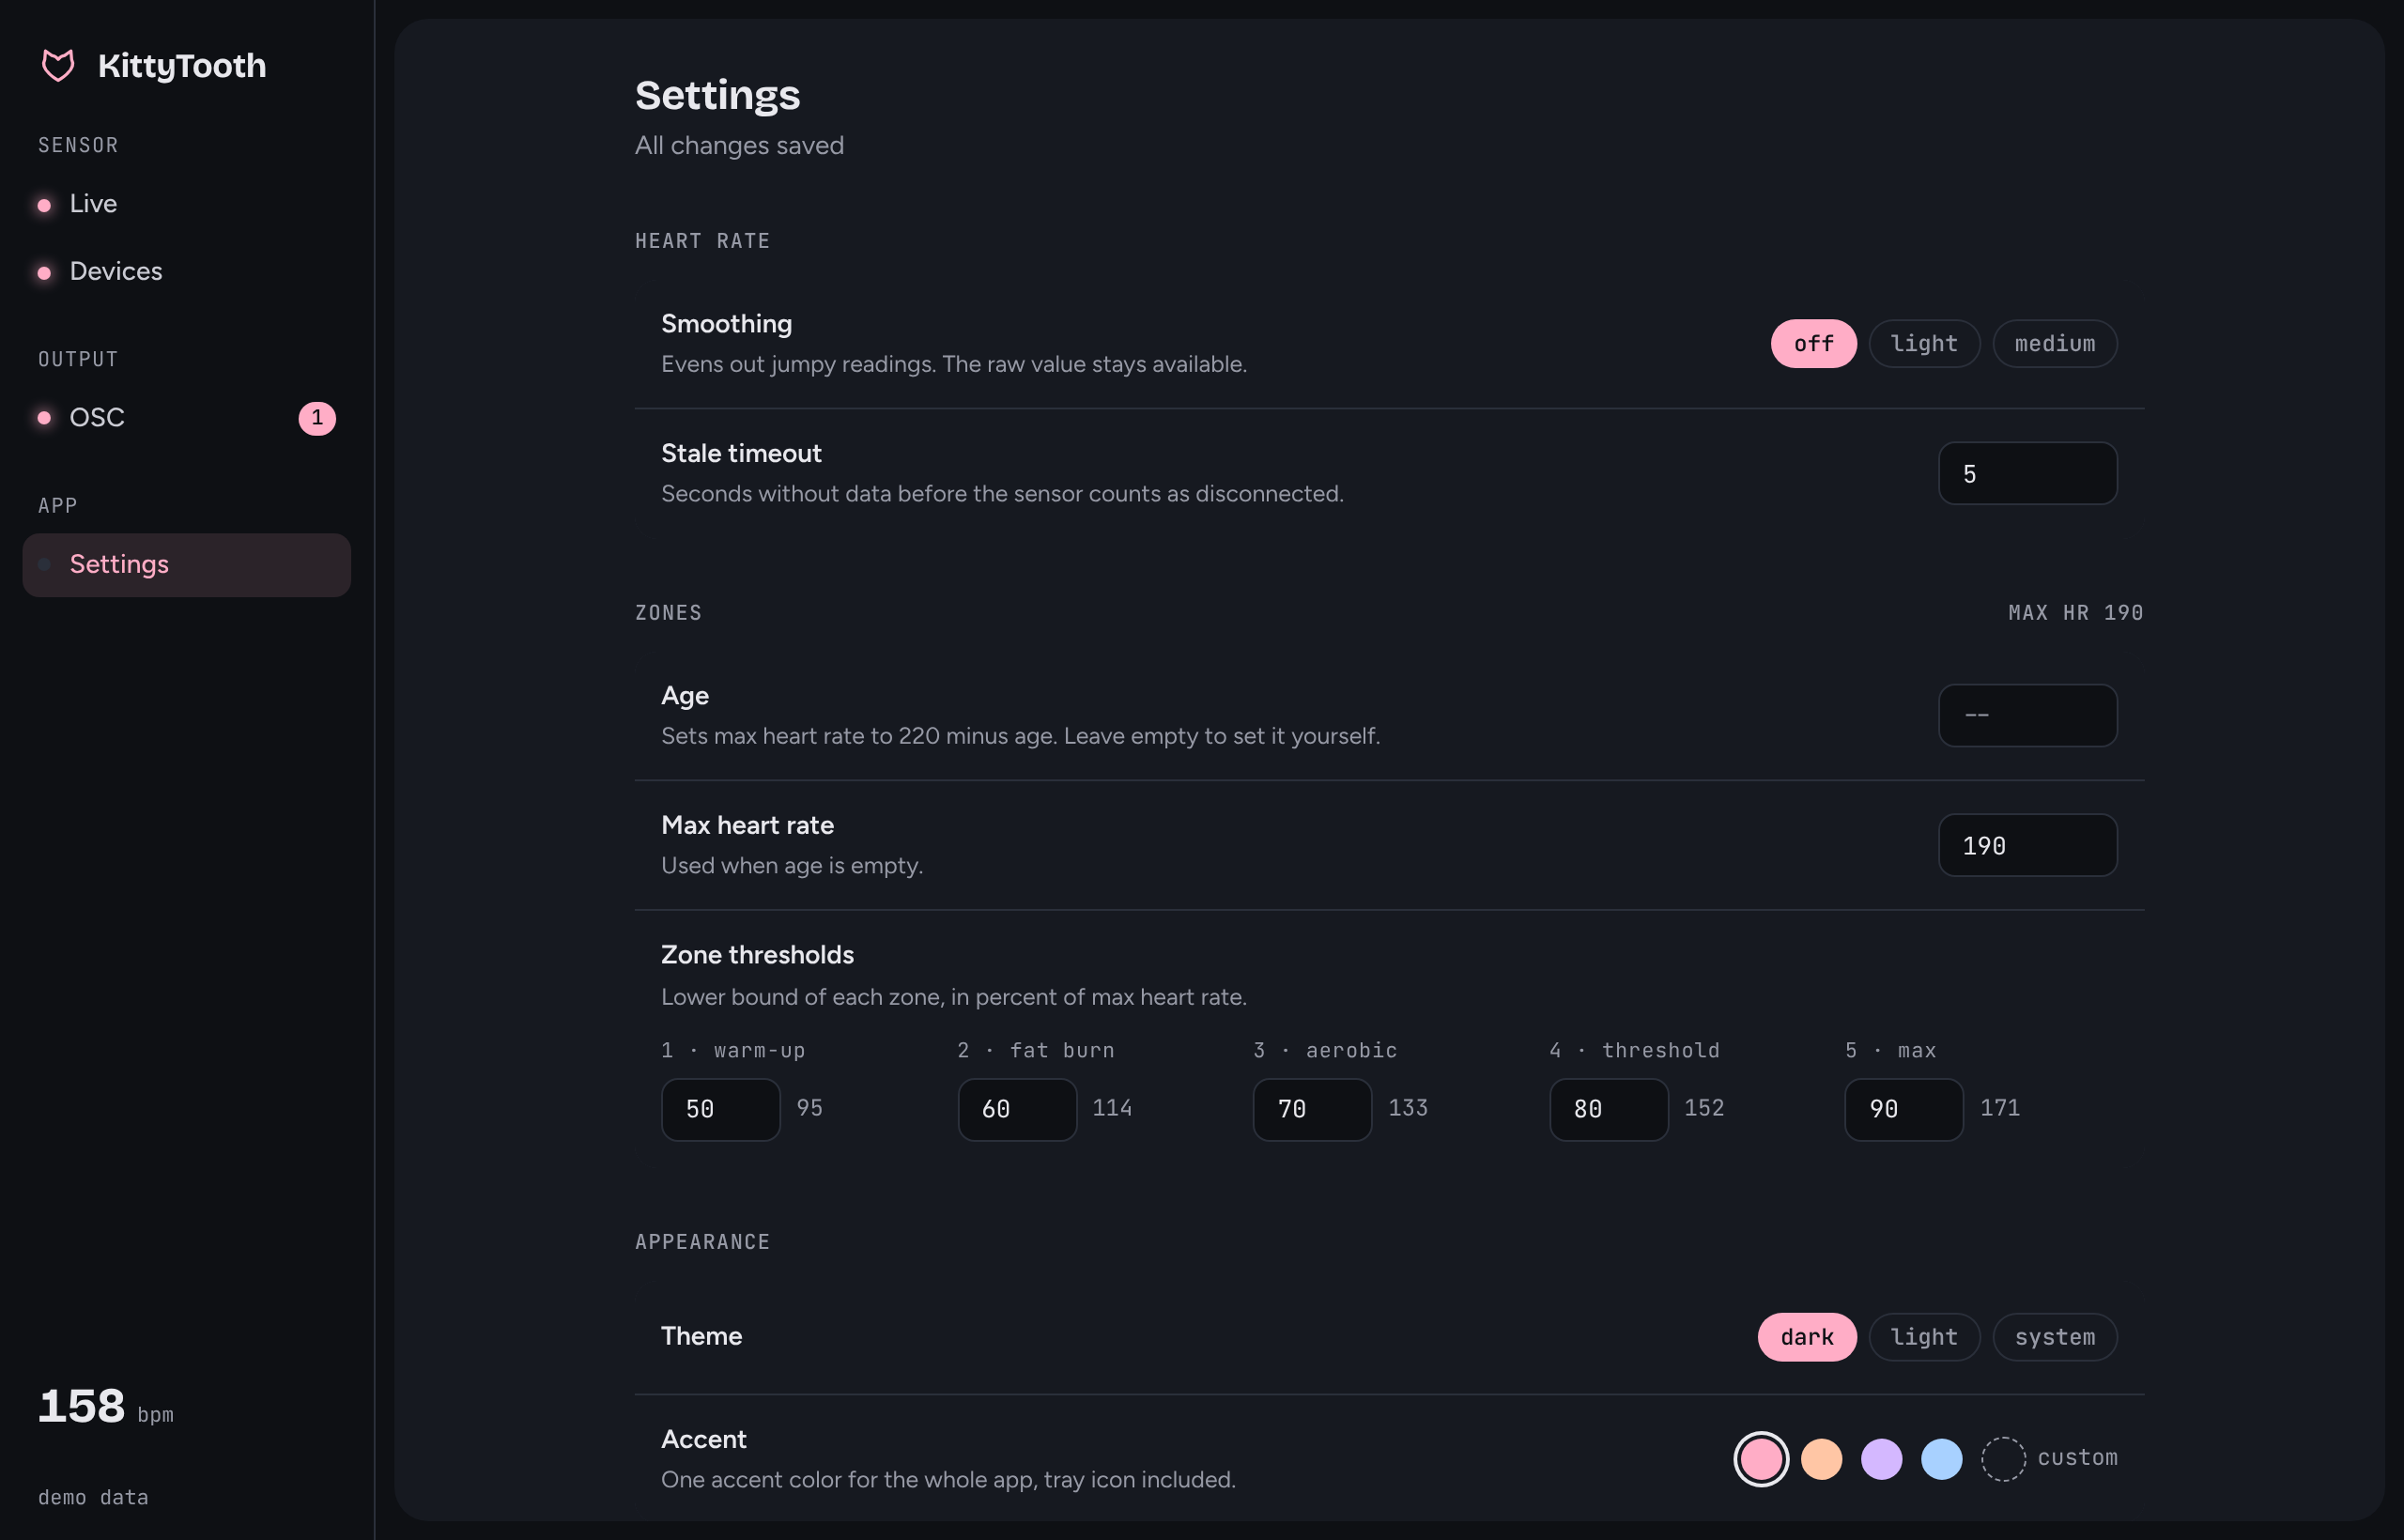 KittyTooth
SENSOR
Live
Devices
OUTPUT
OSC 1
APP
Settings
158 bpm
demo data
Settings
All changes saved
HEART RATE
Smoothing
Evens out jumpy readings. The raw value stays available.
off light medium
Stale timeout
Seconds without data before the sensor counts as disconnected.
5
ZONES MAX HR 190
Age
Sets max heart rate to 220 minus age. Leave empty to set it yourself.
--
Max heart rate
Used when age is empty.
190
Zone thresholds
Lower bound of each zone, in percent of max heart rate.
1 · warm-up 2 · fat burn 3 · aerobic 4 · threshold 5 · max
50 95 60 114 70 133 80 152 90 171
APPEARANCE
Theme
dark light system
Accent
One accent color for the whole app, tray icon included.
custom